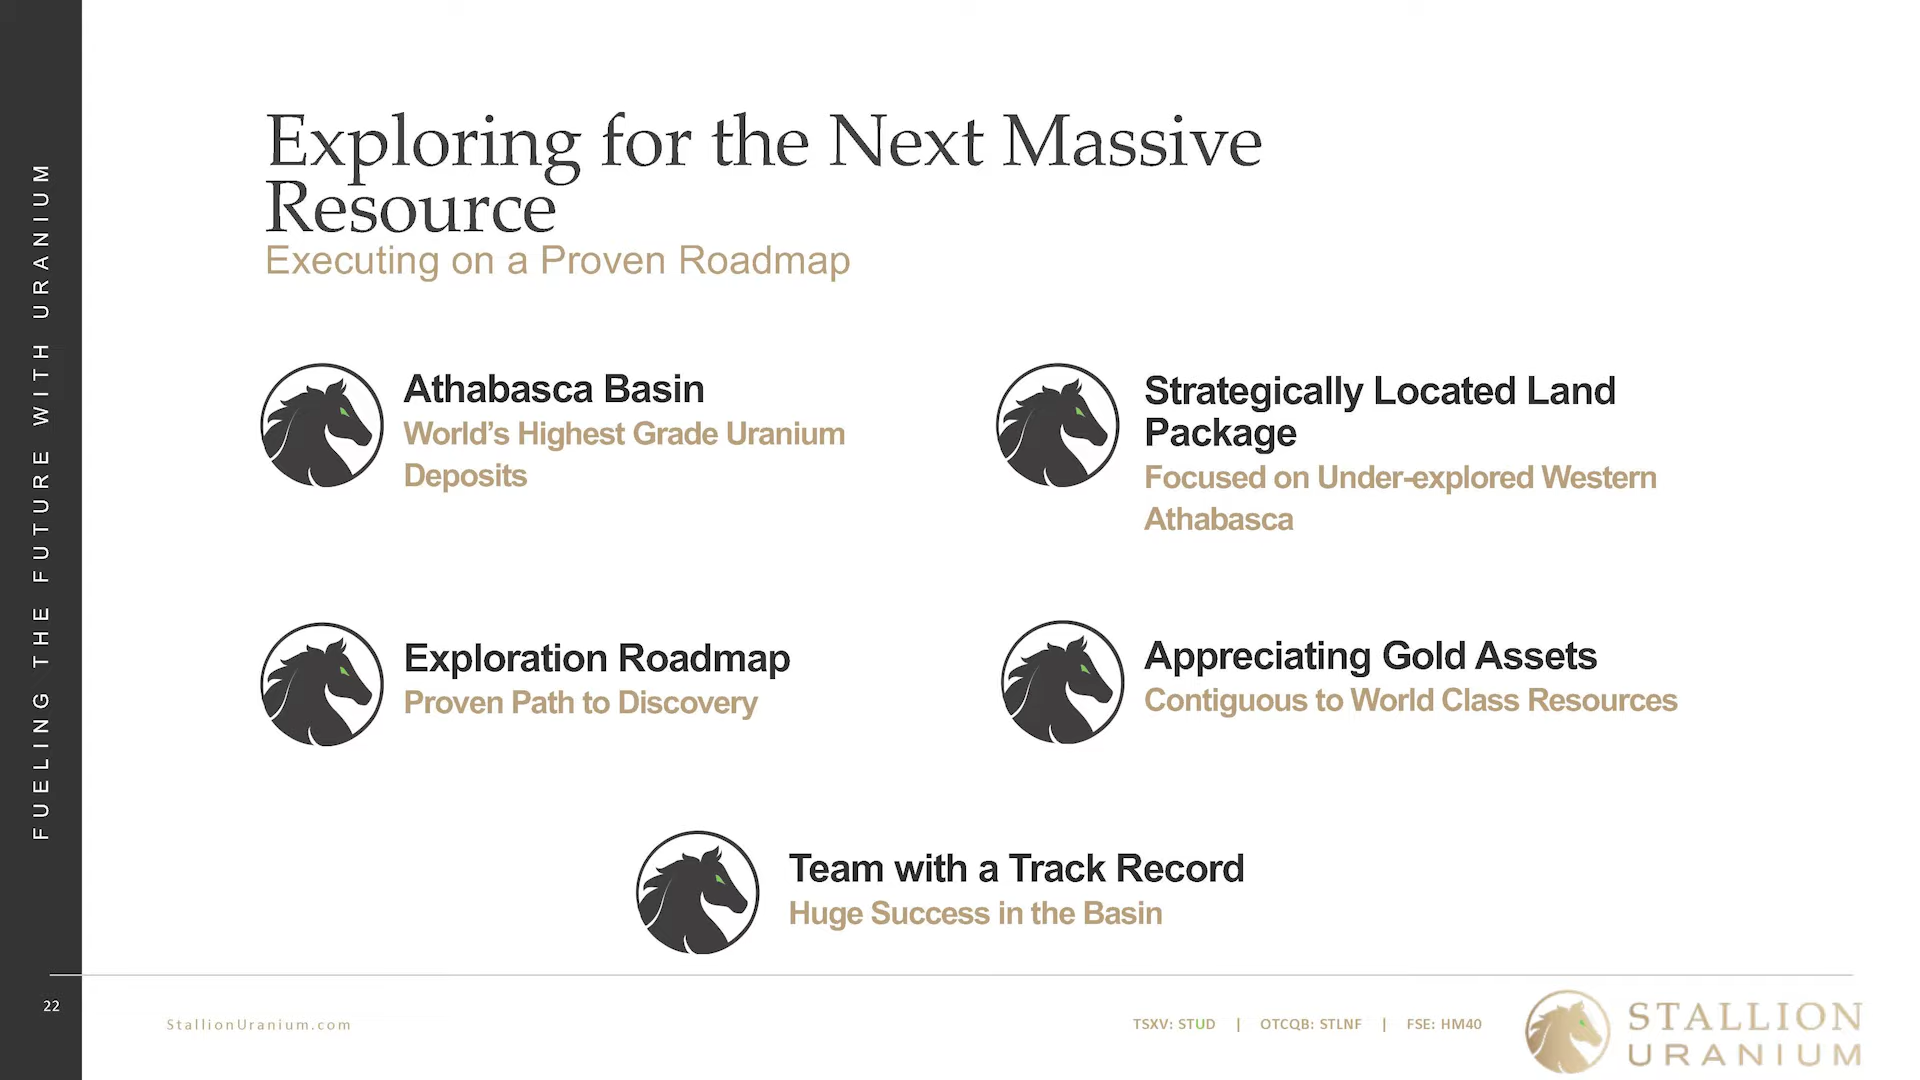 FUELING THE FUTURE WITH URANIUM
Exploring for the Next Massive
Resource
Executing on a Proven Roadmap
Athabasca Basin
World’s Highest Grade Uranium
Deposits
Strategically Located Land
Package
Focused on Under-explored Western
Athabasca
Exploration Roadmap
Proven Path to Discovery
Appreciating Gold Assets
Contiguous to World Class Resources
Team with a Track Record
Huge Success in the Basin
22
StallionUranium.com
TSXV: STUD | OTCQB: STLNF | FSE: HM40
STALLION
URANIUM